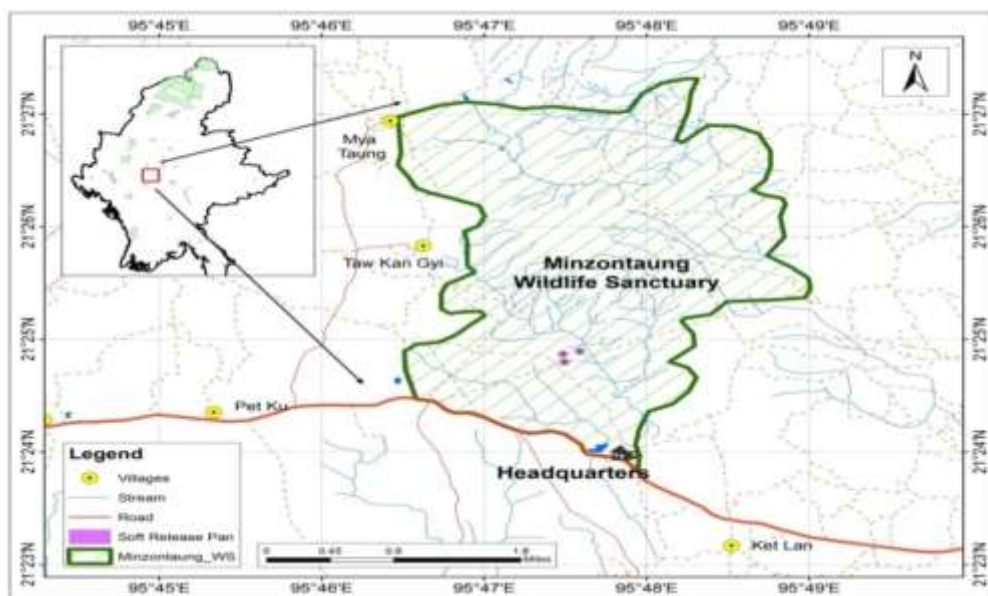 95°45'E 95°46'E 95°47'E 95°48'E 95°49'E
N
21°27'N 21°27'N
Mya
Taung
21°26'N 21°26'N
Taw Kan Gyi
Minzontaung
Wildlife Sanctuary
21°25'N 21°25'N
Pet Ku
21°24'N 21°24'N
Headquarters
Legend
Villages
Stream
Road
Soft Release Pan
Minzontaung_WS
Ket Lan
21°23'N 21°23'N
95°45'E 95°46'E 95°47'E 95°48'E 95°49'E